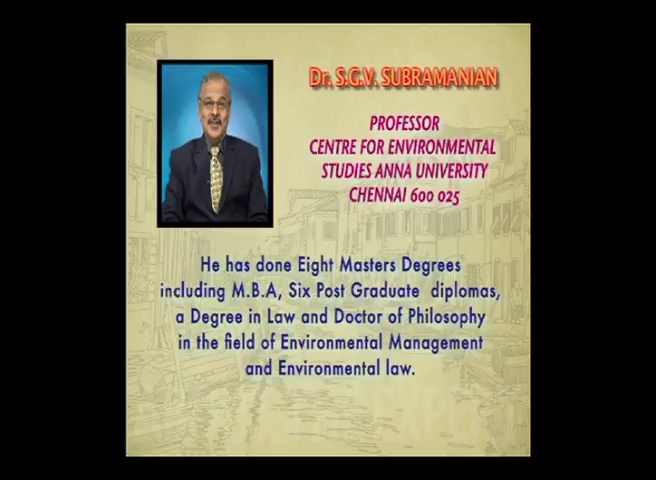 Dr. S.G.V. SUBRAMANIAN
PROFESSOR
CENTRE FOR ENVIRONMENTAL
STUDIES ANNA UNIVERSITY
CHENNAI 600 025
He has done Eight Masters Degrees
including M.B.A, Six Post Graduate diplomas,
a Degree in Law and Doctor of Philosophy
in the field of Environmental Management
and Environmental law.